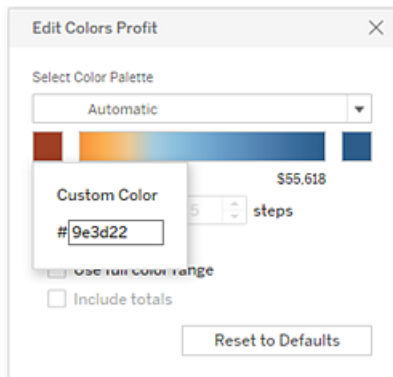 Edit Colors Profit
Select Color Palette
Automatic
$55,618
Custom Color
#9e3d22
5 steps
Use full color range
Include totals
Reset to Defaults